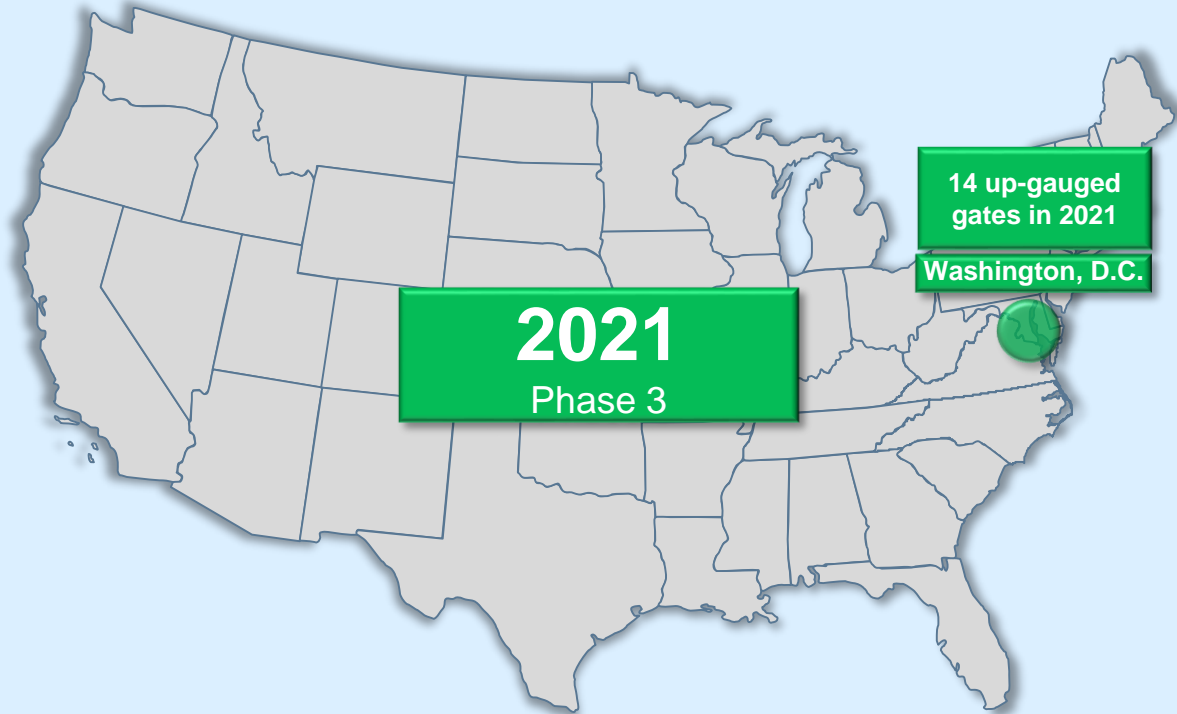 14 up-gauged
gates in 2021
Washington, D.C.
2021
Phase 3